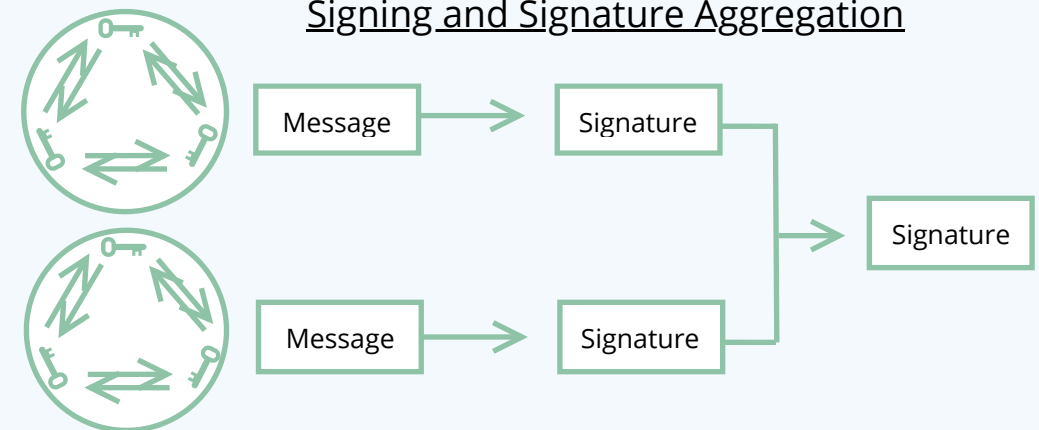 Signing and Signature Aggregation
Message
Signature
Signature
Message
Signature